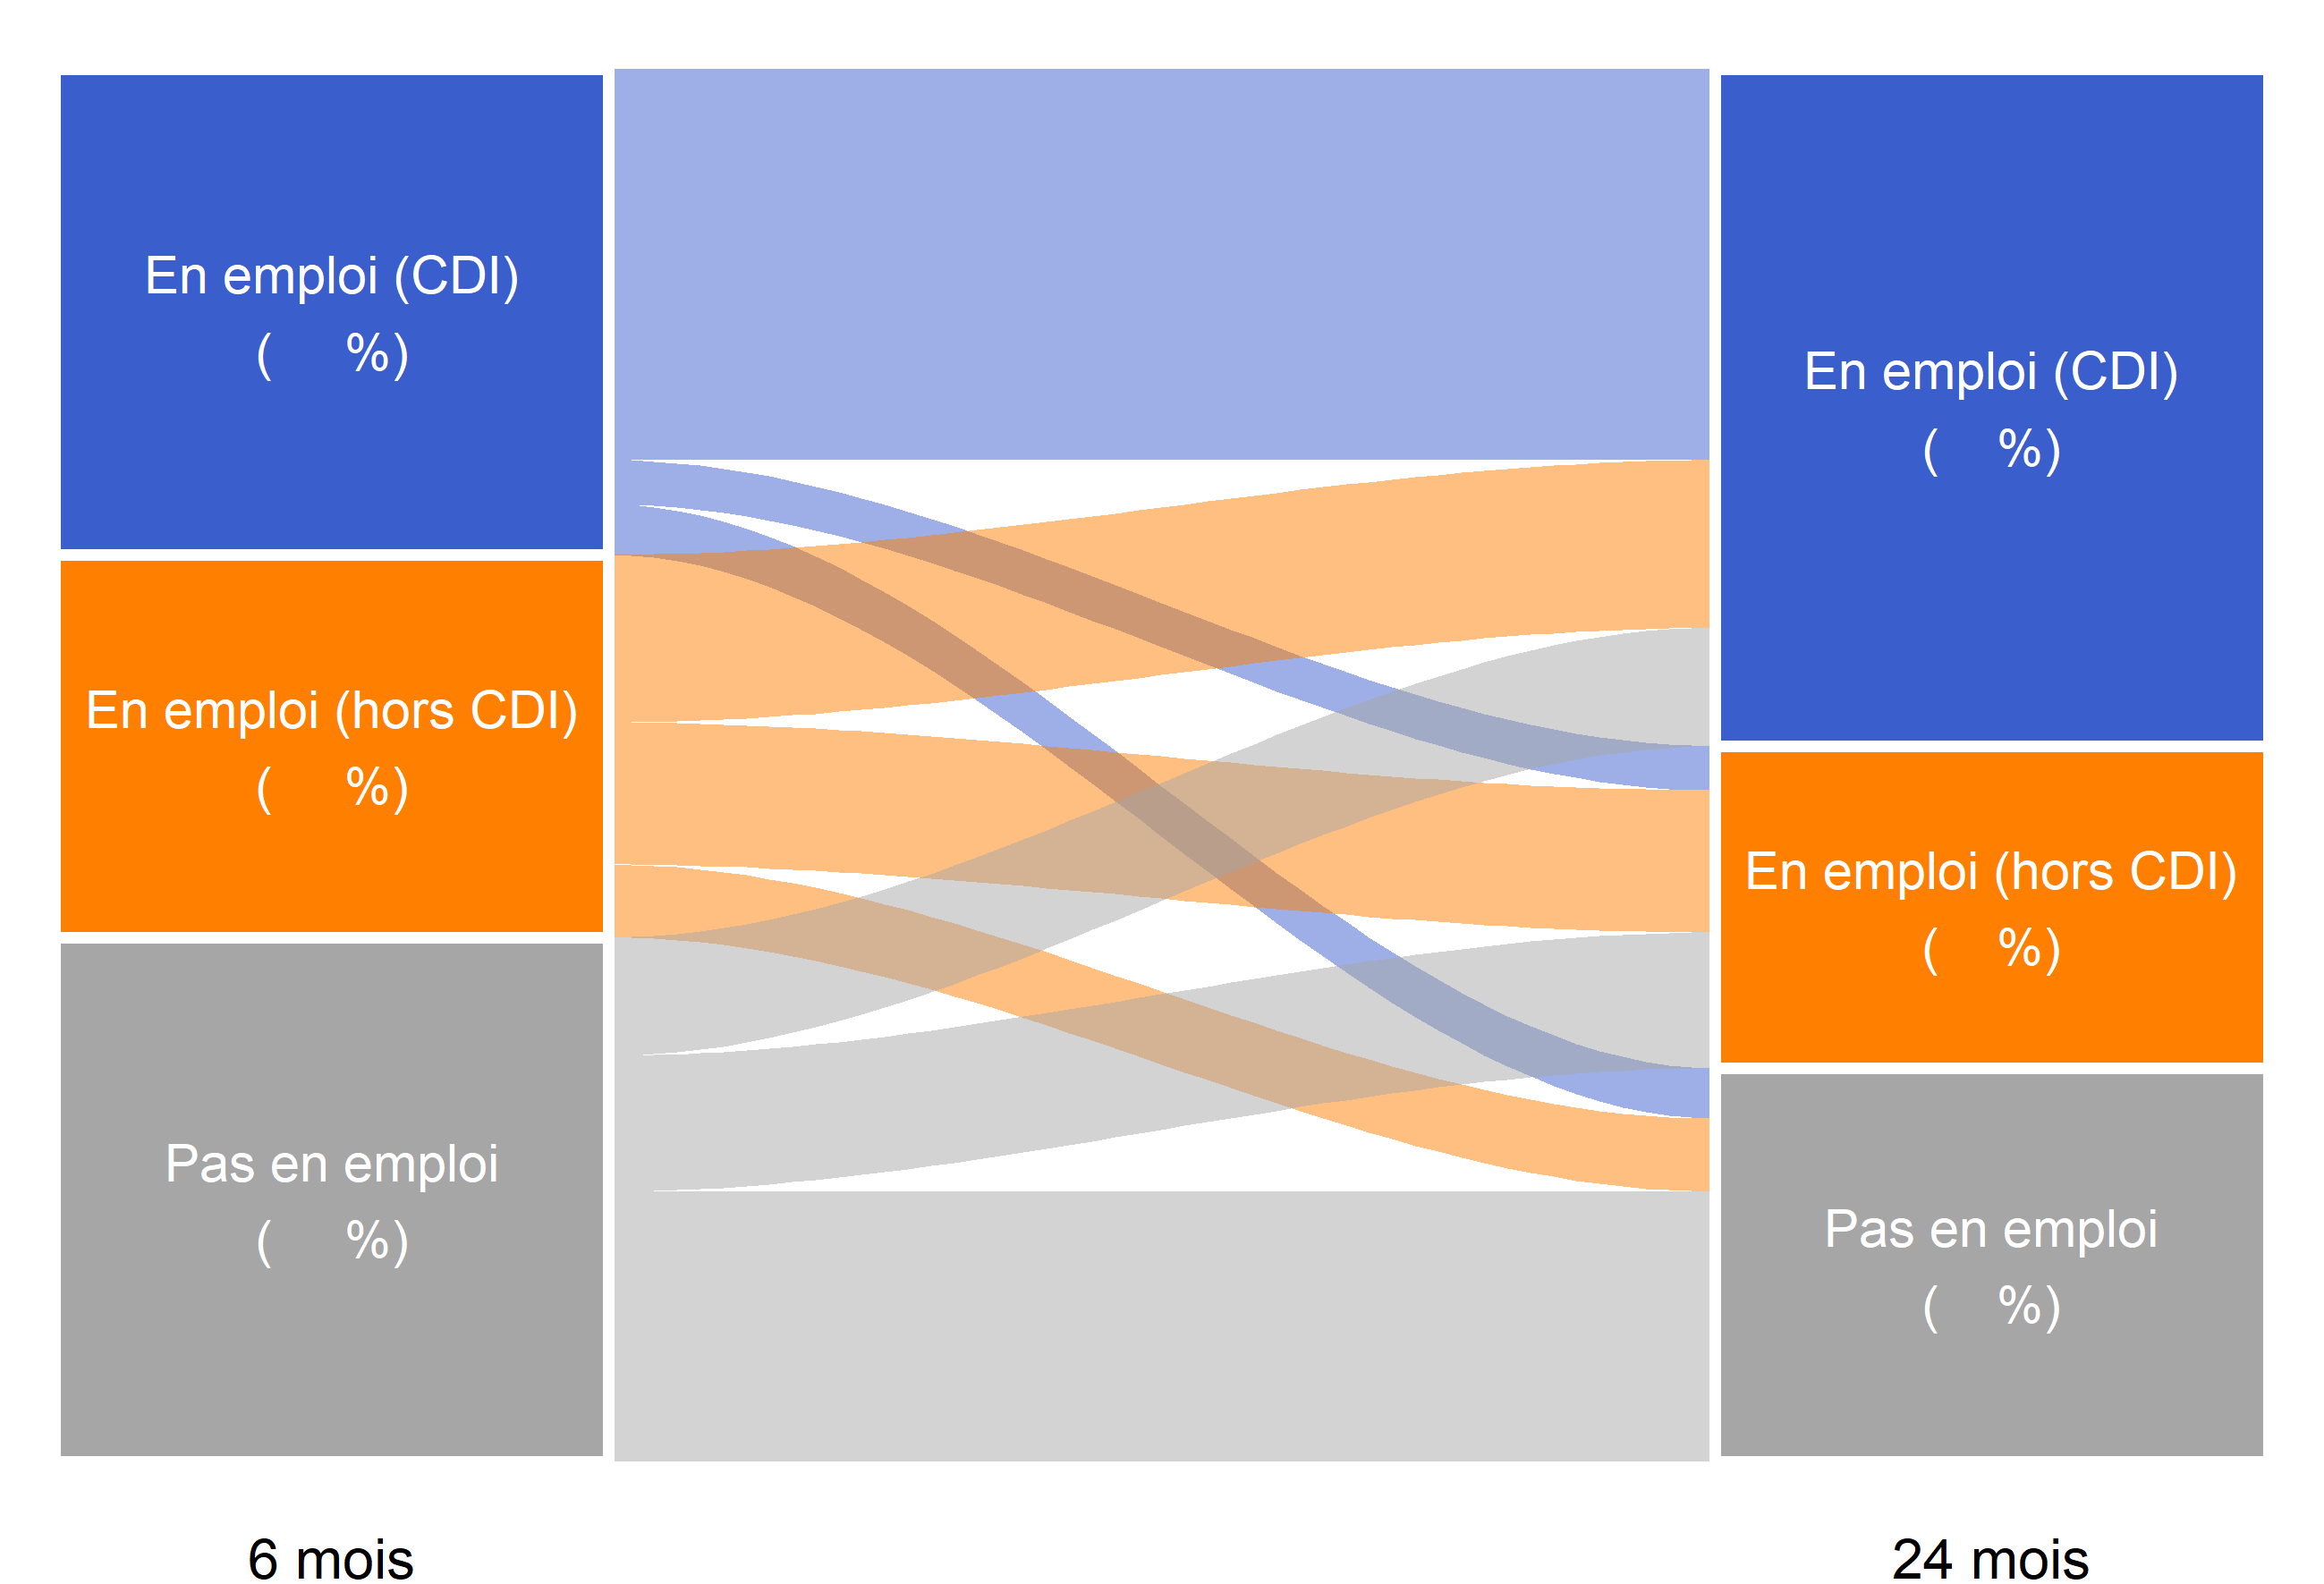 En emploi (CDI)
( %)
En emploi (hors CDI)
( %)
Pas en emploi
( %)
6 mois
En emploi (CDI)
( %)
En emploi (hors CDI)
( %)
Pas en emploi
( %)
24 mois